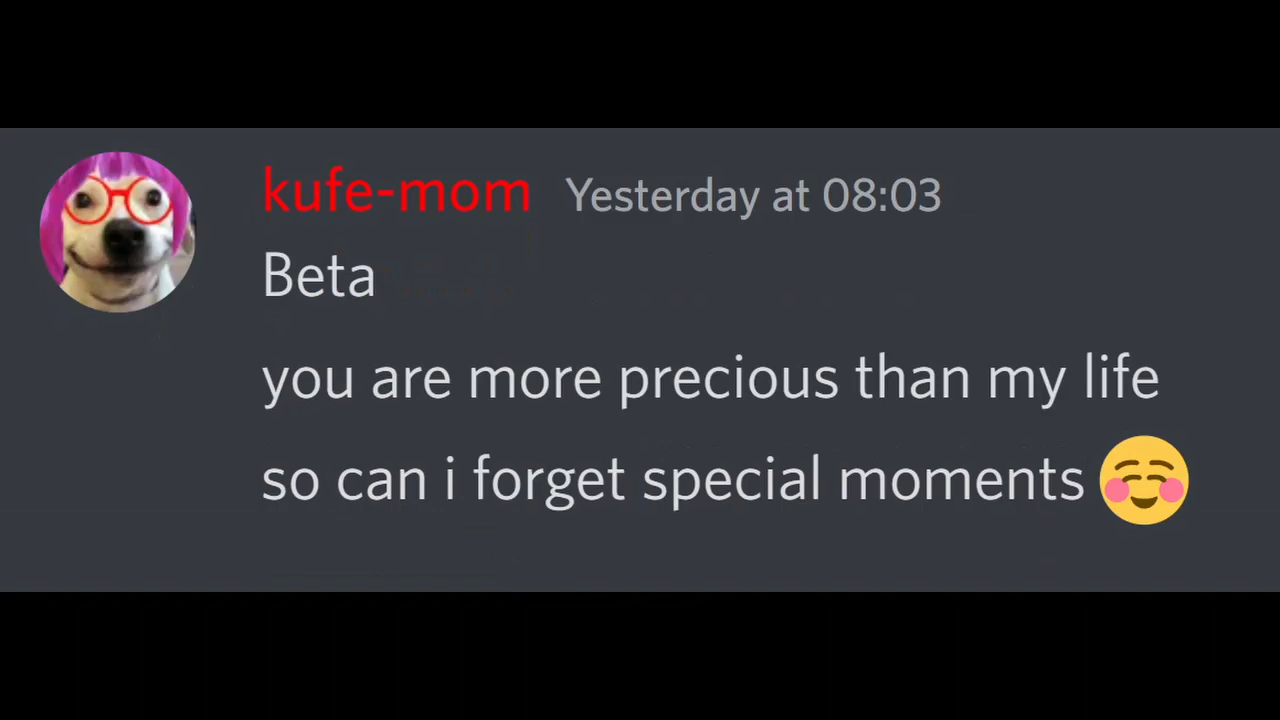 kufe-mom Yesterday at 08:03
Beta
you are more precious than my life
so can i forget special moments ☺️